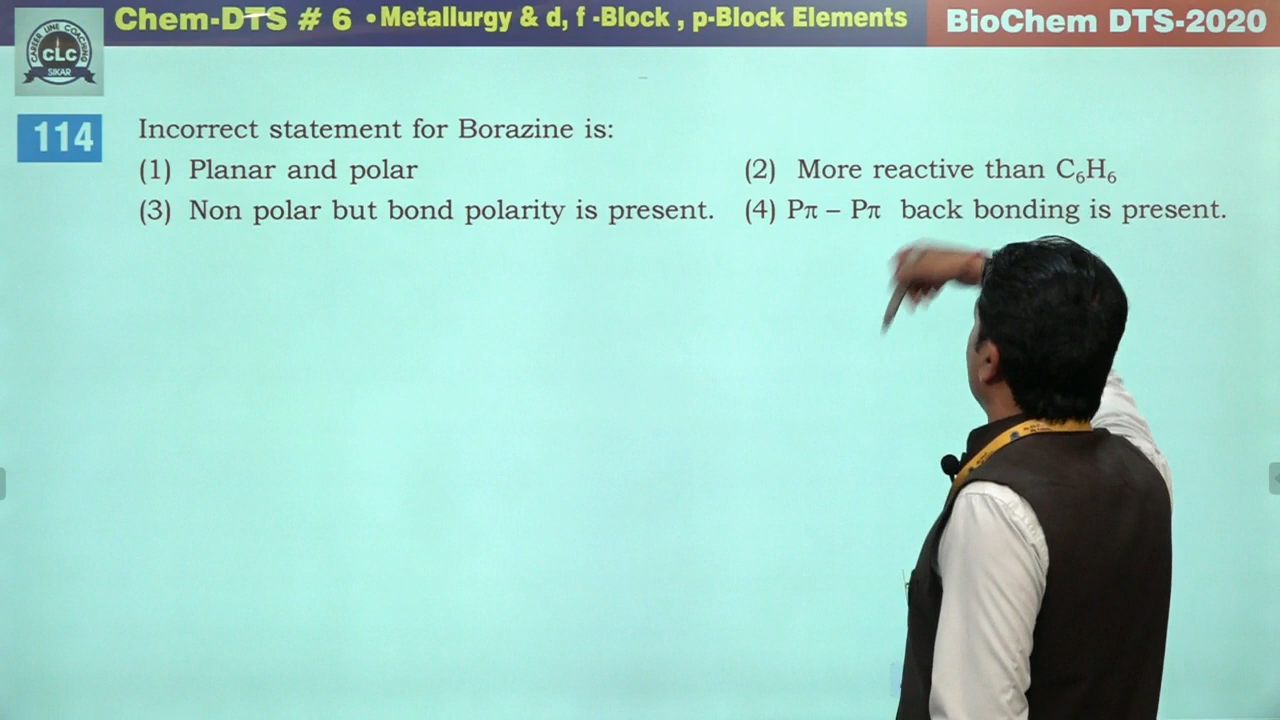 Chem-DTS # 6 •Metallurgy & d, f -Block , p-Block Elements BioChem DTS-2020
CAREER LINE COACHING
CLC
SIKAR
114 Incorrect statement for Borazine is:
(1) Planar and polar (2) More reactive than C₆H₆
(3) Non polar but bond polarity is present. (4) Pπ – Pπ back bonding is present.